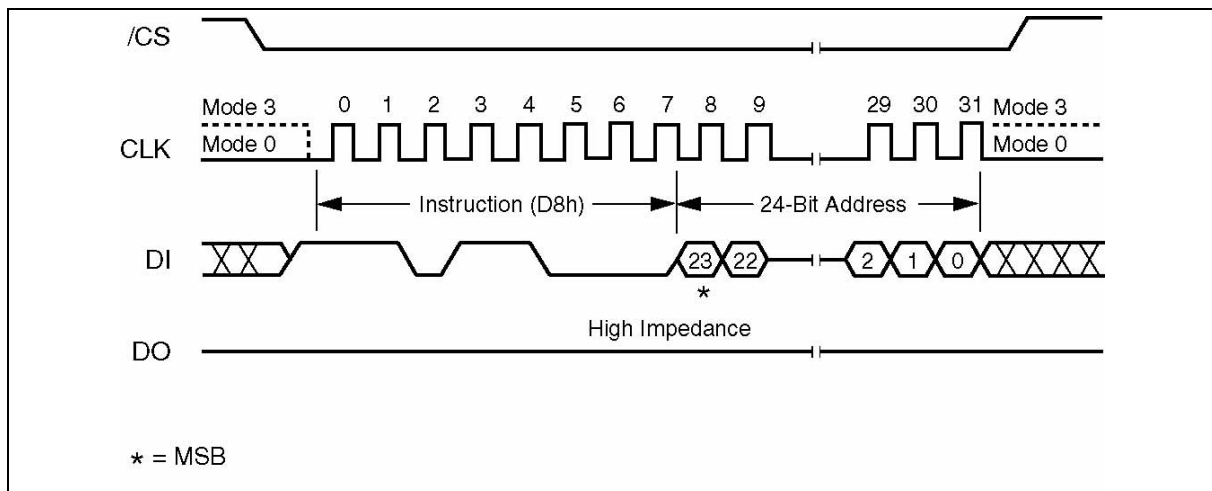 /CS
Mode 3 0 1 2 3 4 5 6 7 8 9 29 30 31 Mode 3
CLK Mode 0 Mode 0
Instruction (D8h) 24-Bit Address
DI 23 22 2 1 0
*
High Impedance
DO
* = MSB